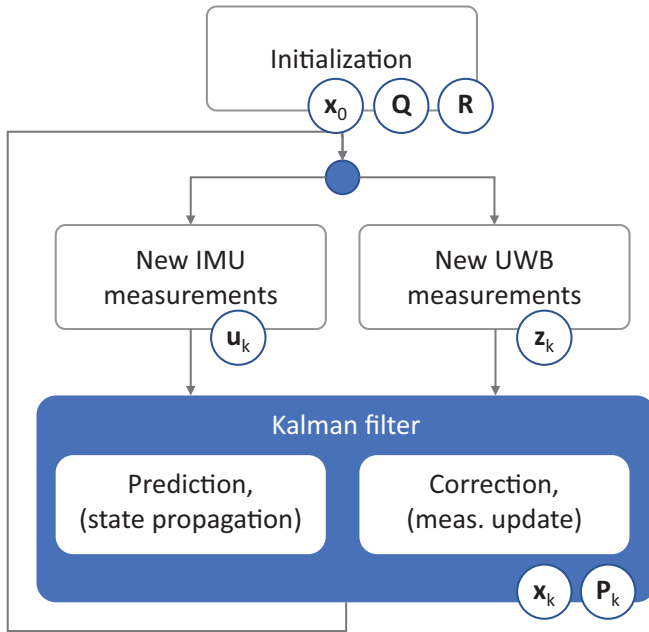 Initialization
x₀ Q R
New IMU
measurements
uₖ
New UWB
measurements
zₖ
Kalman filter
Prediction,
(state propagation)
Correction,
(meas. update)
xₖ Pₖ